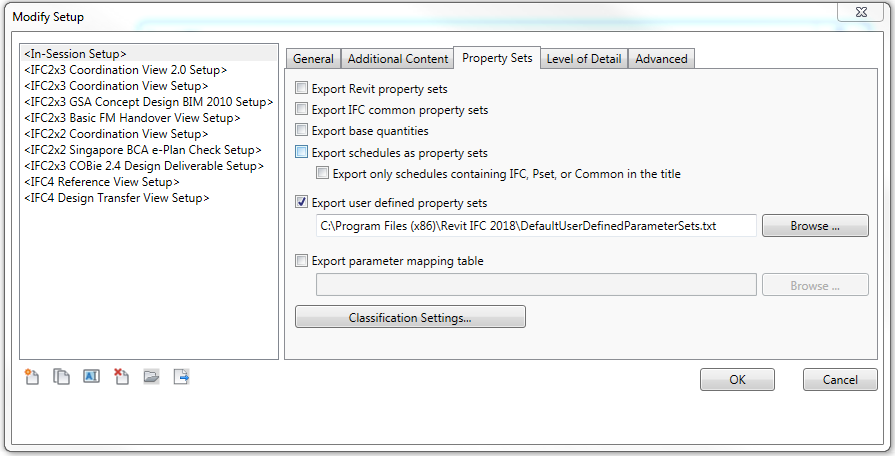 Modify Setup
<In-Session Setup>
<IFC2x3 Coordination View 2.0 Setup>
<IFC2x3 Coordination View Setup>
<IFC2x3 GSA Concept Design BIM 2010 Setup>
<IFC2x3 Basic FM Handover View Setup>
<IFC2x2 Coordination View Setup>
<IFC2x2 Singapore BCA e-Plan Check Setup>
<IFC2x3 COBie 2.4 Design Deliverable Setup>
<IFC4 Reference View Setup>
<IFC4 Design Transfer View Setup>
General Additional Content Property Sets Level of Detail Advanced
Export Revit property sets
Export IFC common property sets
Export base quantities
Export schedules as property sets
Export only schedules containing IFC, Pset, or Common in the title
Export user defined property sets
C:\Program Files (x86)\Revit IFC 2018\DefaultUserDefinedParameterSets.txt Browse ...
Export parameter mapping table
Browse ...
Classification Settings...
OK Cancel